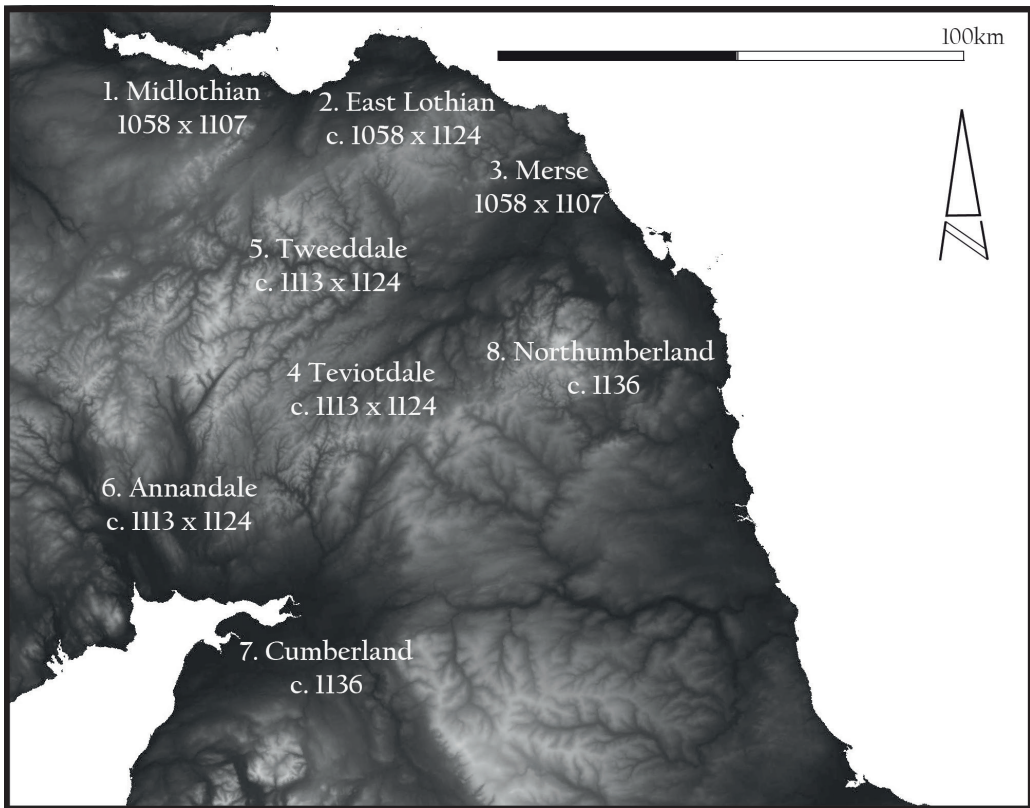 100km
1. Midlothian
1058 x 1107
2. East Lothian
c. 1058 x 1124
3. Merse
1058 x 1107
5. Tweeddale
c. 1113 x 1124
8. Northumberland
c. 1136
4 Teviotdale
c. 1113 x 1124
6. Annandale
c. 1113 x 1124
7. Cumberland
c. 1136